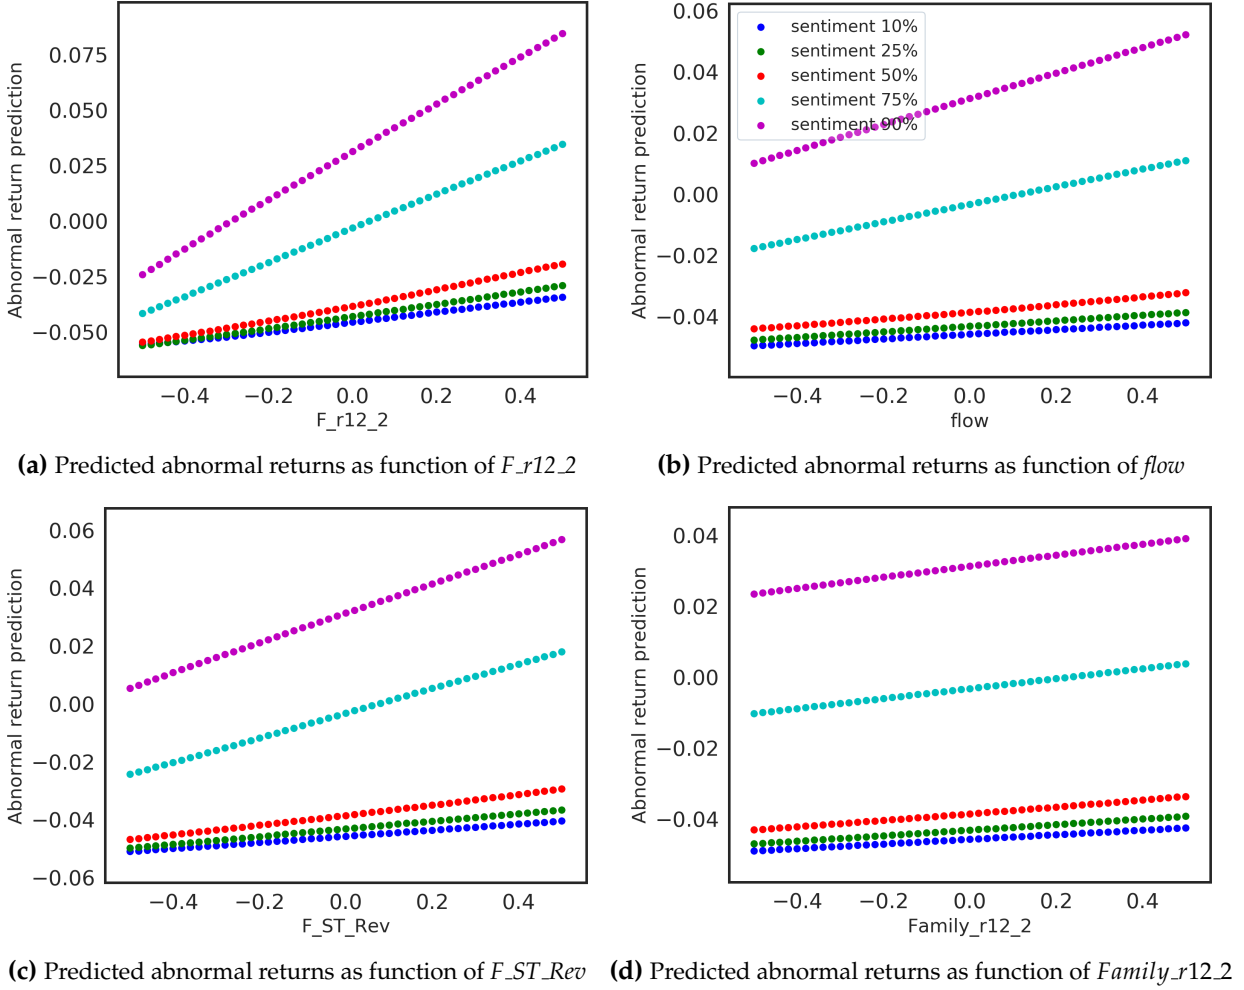 0.075
0.050
0.025
0.000
−0.025
−0.050
Abnormal return prediction
−0.4 −0.2 0.0 0.2 0.4
F_r12_2
(a) Predicted abnormal returns as function of F_r12_2
sentiment 10%
sentiment 25%
sentiment 50%
sentiment 75%
sentiment 90%
0.06
0.04
0.02
0.00
−0.02
−0.04
Abnormal return prediction
−0.4 −0.2 0.0 0.2 0.4
flow
(b) Predicted abnormal returns as function of flow
0.06
0.04
0.02
0.00
−0.02
−0.04
−0.06
Abnormal return prediction
−0.4 −0.2 0.0 0.2 0.4
F_ST_Rev
(c) Predicted abnormal returns as function of F_ST_Rev
0.04
0.02
0.00
−0.02
−0.04
Abnormal return prediction
−0.4 −0.2 0.0 0.2 0.4
Family_r12_2
(d) Predicted abnormal returns as function of Family_r12_2